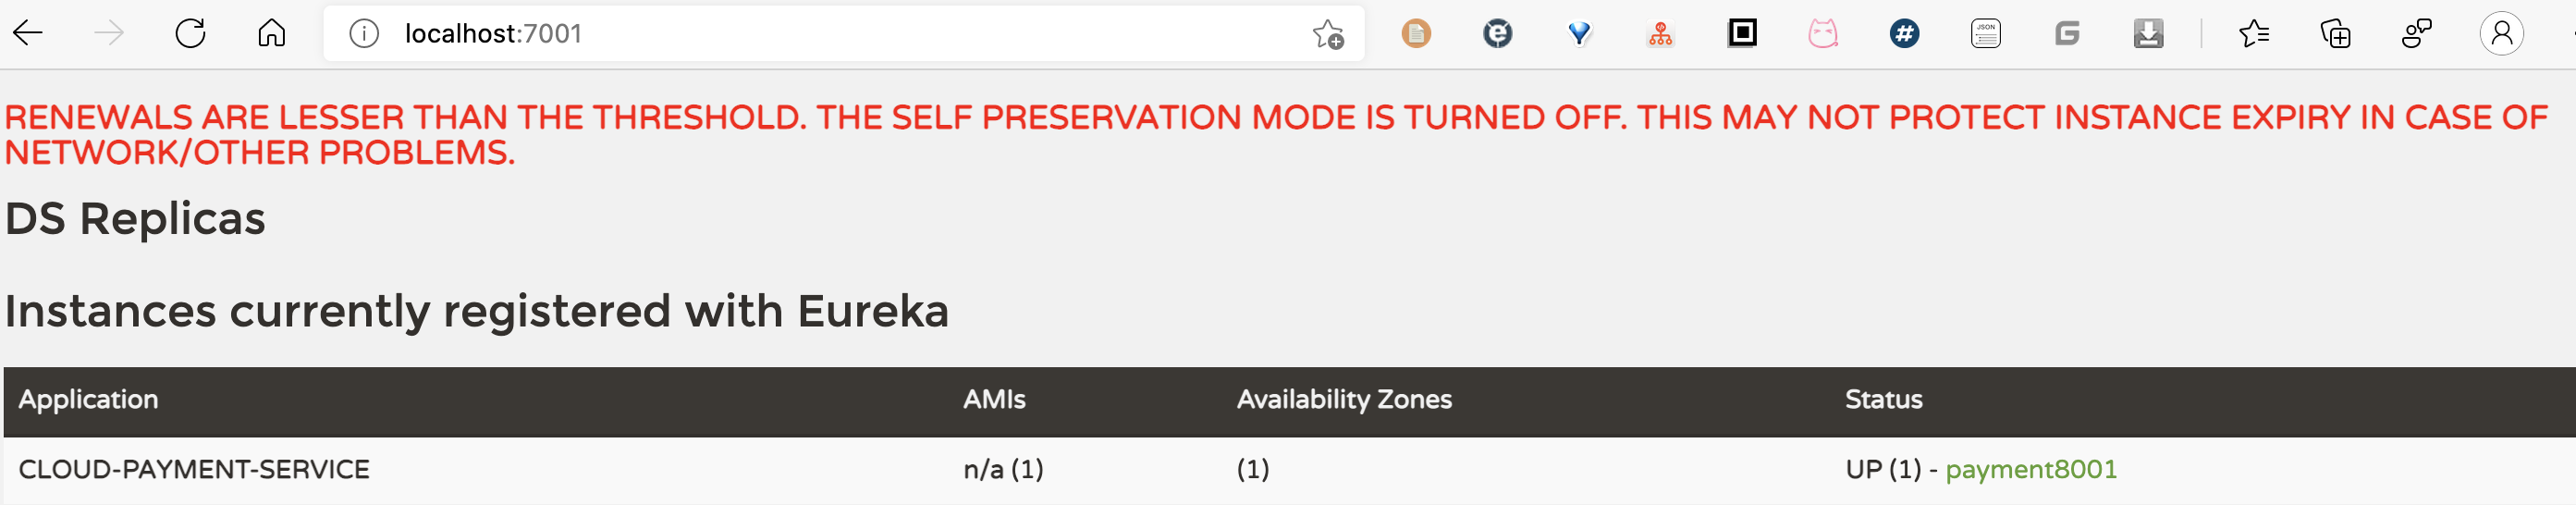 localhost:7001
JSON
RENEWALS ARE LESSER THAN THE THRESHOLD. THE SELF PRESERVATION MODE IS TURNED OFF. THIS MAY NOT PROTECT INSTANCE EXPIRY IN CASE OF
NETWORK/OTHER PROBLEMS.
DS Replicas
Instances currently registered with Eureka
Application AMIs Availability Zones Status
CLOUD-PAYMENT-SERVICE n/a (1) (1) UP (1) - payment8001